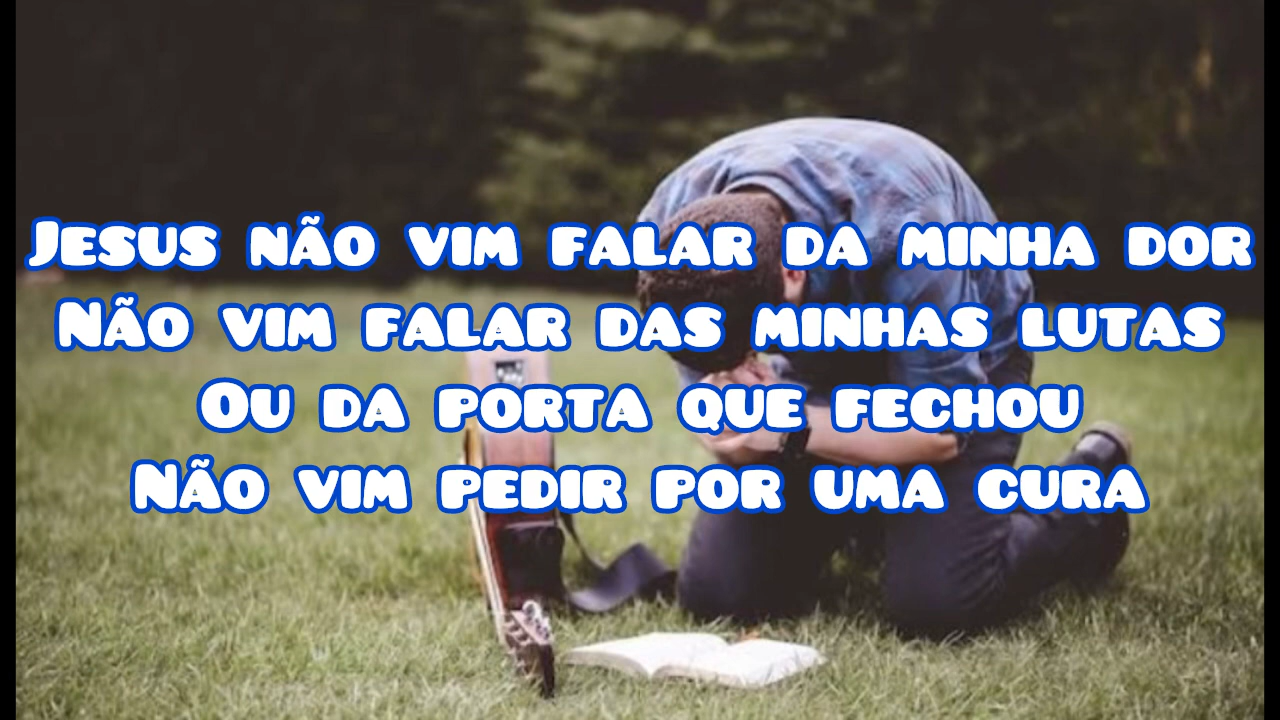 Jesus não vim falar da minha dor
Não vim falar das minhas lutas
Ou da porta que fechou
Não vim pedir por uma cura